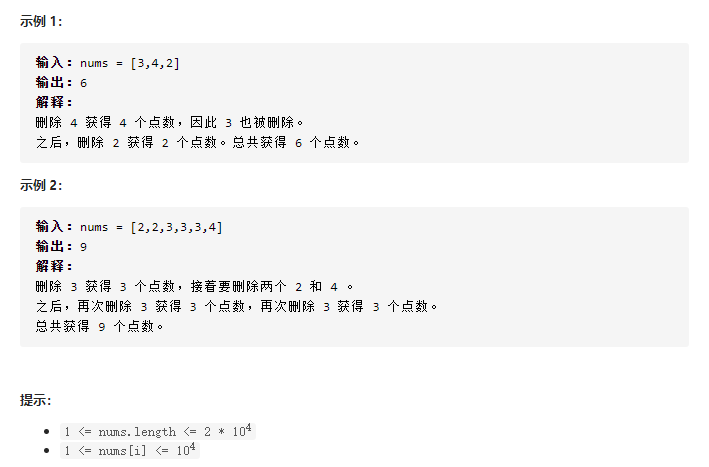 示例 1：
输入：nums = [3,4,2]
输出：6
解释：
删除 4 获得 4 个点数，因此 3 也被删除。
之后，删除 2 获得 2 个点数。总共获得 6 个点数。
示例 2：
输入：nums = [2,2,3,3,3,4]
输出：9
解释：
删除 3 获得 3 个点数，接着要删除两个 2 和 4 。
之后，再次删除 3 获得 3 个点数，再次删除 3 获得 3 个点数。
总共获得 9 个点数。
提示：
• 1 <= nums.length <= 2 * 10⁴
• 1 <= nums[i] <= 10⁴